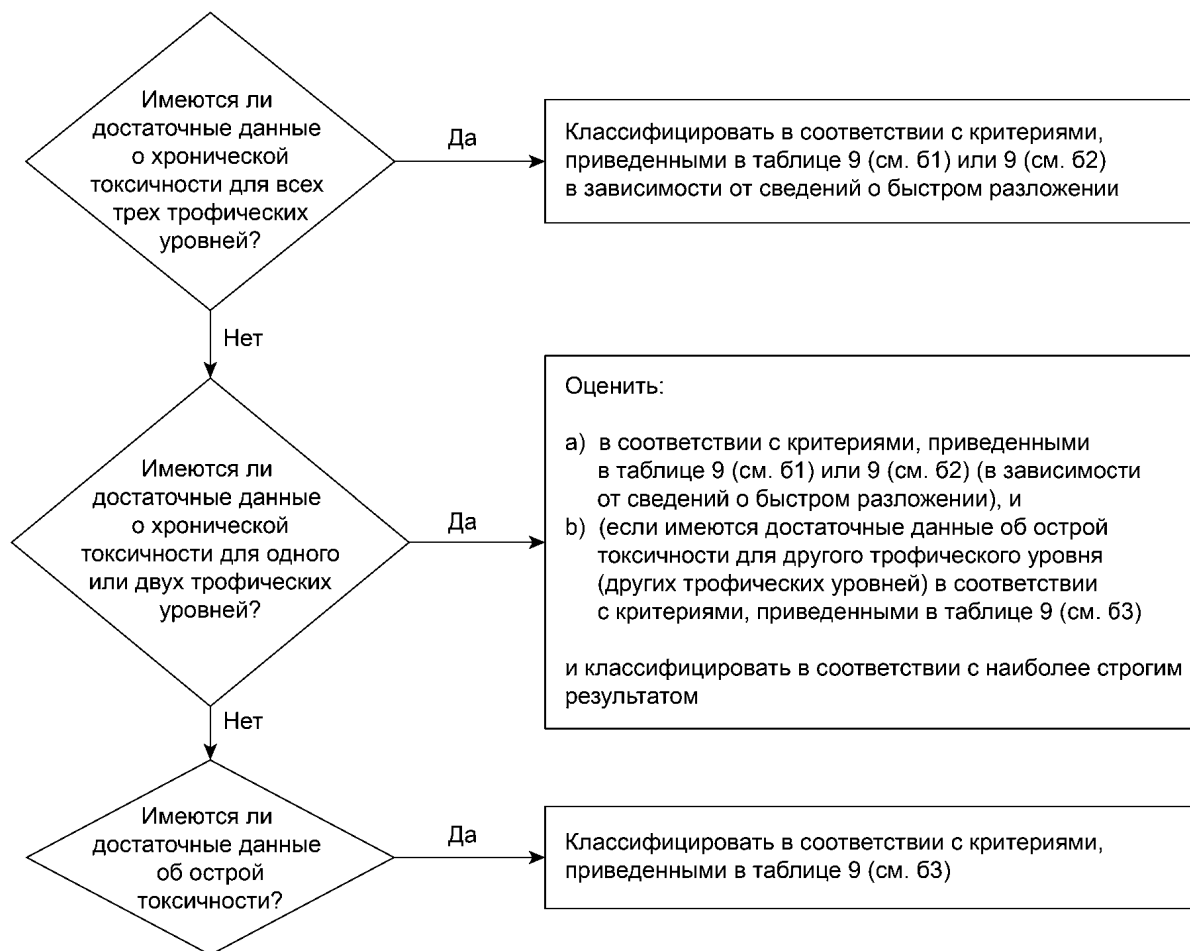 Имеются ли
достаточные данные
о хронической
токсичности для всех
трех трофических
уровней?
Да
Классифицировать в соответствии с критериями,
приведенными в таблице 9 (см. б1) или 9 (см. б2)
в зависимости от сведений о быстром разложении
Нет
Имеются ли
достаточные данные
о хронической
токсичности для одного
или двух трофических
уровней?
Да
Оценить:
a) в соответствии с критериями, приведенными
в таблице 9 (см. б1) или 9 (см. б2) (в зависимости
от сведений о быстром разложении), и
b) (если имеются достаточные данные об острой
токсичности для другого трофического уровня
(других трофических уровней) в соответствии
с критериями, приведенными в таблице 9 (см. б3)
и классифицировать в соответствии с наиболее строгим
результатом
Нет
Имеются ли
достаточные данные
об острой
токсичности?
Да
Классифицировать в соответствии с критериями,
приведенными в таблице 9 (см. б3)